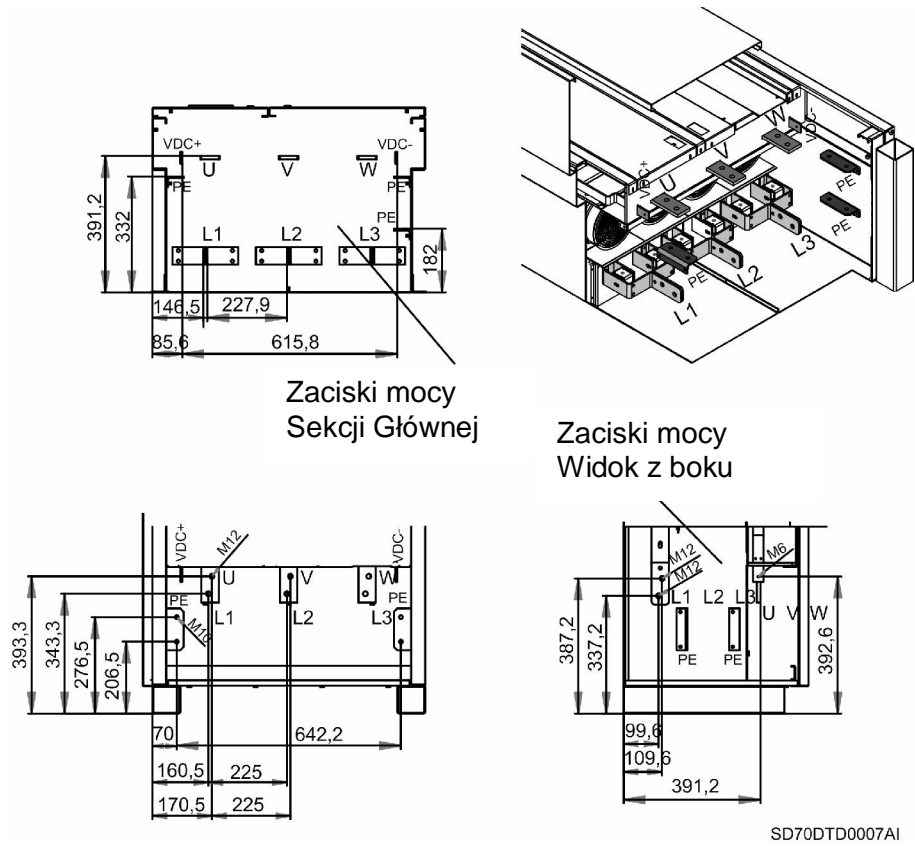 VDC+ VDC-
U V W
PE PE
PE
L1 L2 L3
391,2
332
182
146,5 227,9
85,6 615,8
VDC+ U V W VDC-
PE
PE
PE
L1 L2 L3
Zaciski mocy
Sekcji Głównej
Zaciski mocy
Widok z boku
VDC+ M12 VDC-
U V W
PE L1 L2 L3
M10
393,3
343,3
276,5
206,5
70 642,2
160,5 225
170,5 225
M12 M6
M12
L1 L2 L3
U V W
PE PE
387,2
337,2
392,6
99,6
109,6
391,2
SD70DTD0007AI